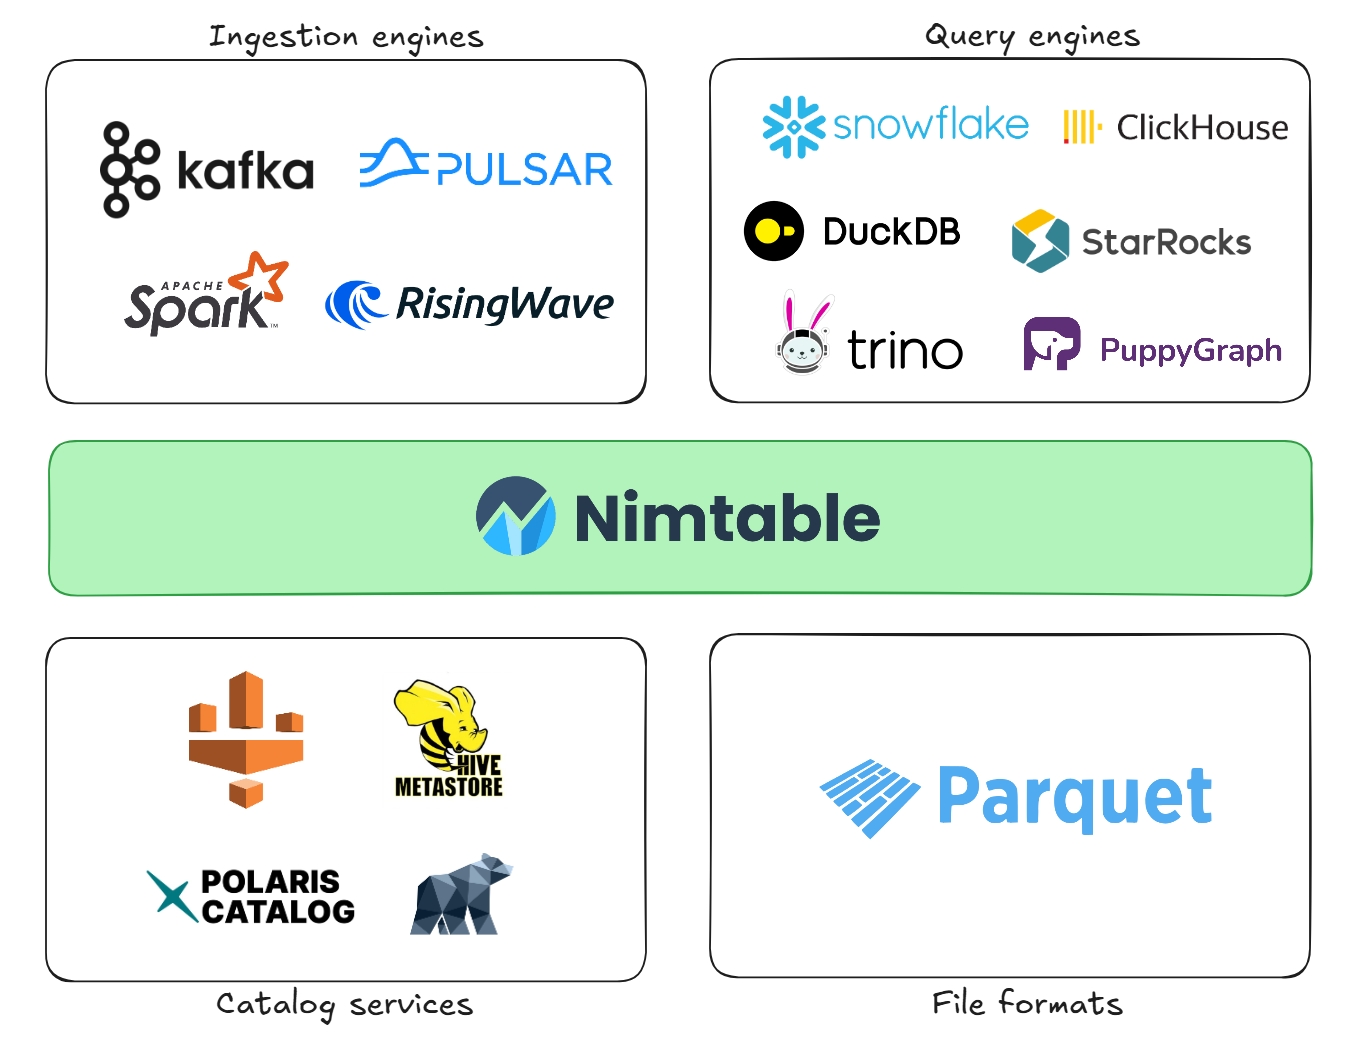 Ingestion engines
Query engines
kafka
PULSAR
APACHE
Spark™
RisingWave
snowflake
ClickHouse
DuckDB
StarRocks
trino
PuppyGraph
Nimtable
HIVE
METASTORE
POLARIS
CATALOG
Parquet
Catalog services
File formats